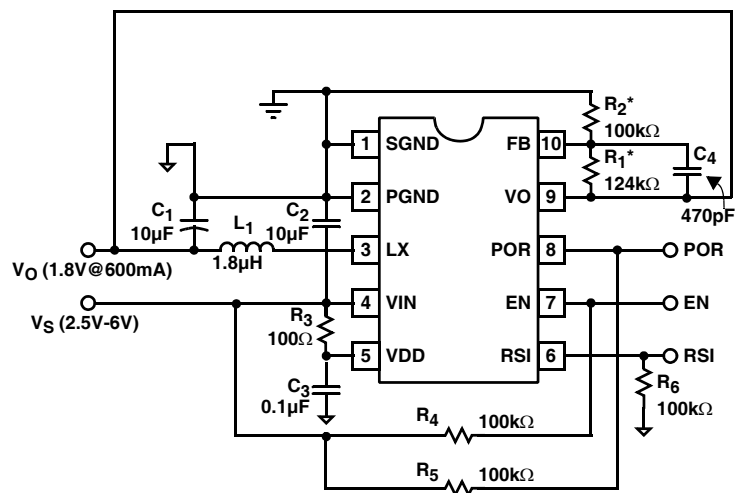 R2*
100kΩ
1 SGND FB 10
R1*
124kΩ
C4
470pF
2 PGND VO 9
C1
10µF
L1
1.8µH
C2
10µF
3 LX POR 8 POR
VO (1.8V@600mA)
4 VIN EN 7 EN
VS (2.5V-6V)
R3
100Ω
5 VDD RSI 6 RSI
C3
0.1µF
R6
100kΩ
R4 100kΩ
R5 100kΩ